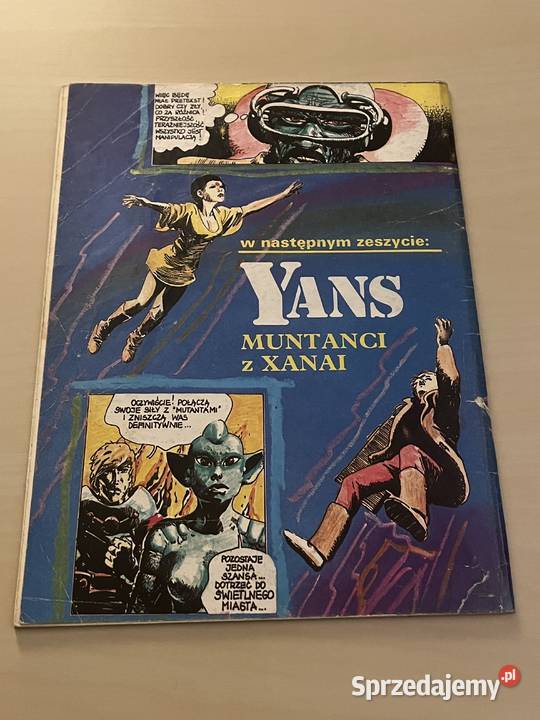 WIĘC BĘDĘ
MIAŁ PRETEKST!
DOBRY CZY ZŁY,
CO ZA RÓŻNICA!
PRZYSZŁOŚĆ
TERAŹNIEJSZOŚĆ
WSZYSTKO JEST
MANIPULACJĄ!
w następnym zeszycie:
YANS
MUNTANCI
z XANAI
OCZYWIŚCIE! POŁĄCZĄ
SWOJE SIŁY Z "MUTANTAMI"
I ZNISZCZĄ WAS
DEFINITYWNIE...
POZOSTAJE
JEDNA
SZANSA...
DOTRZEĆ DO
ŚWIETLNEGO
MIASTA...
Sprzedajemy.pl